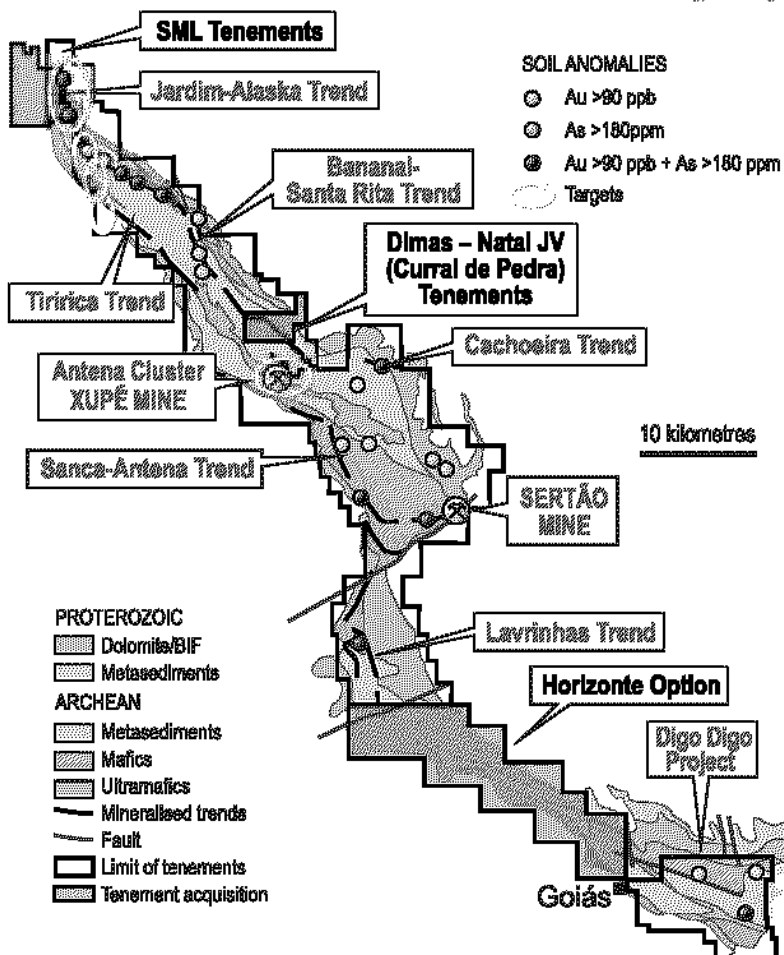 SML Tenements
Jardim-Alaska Trend
SOIL ANOMALIES
Au >90 ppb
As >180ppm
Au >90 ppb + As >180 ppm
Targets
Bananal-
Santa Rita Trend
Dimas – Natal JV
(Curral de Pedra)
Tenements
Tiririca Trend
Cachoeira Trend
Antena Cluster
XUPÉ MINE
10 kilometres
Sanca-Antena Trend
SERTÃO
MINE
PROTEROZOIC
Dolomite/BIF
Metasediments
ARCHEAN
Metasediments
Mafics
Ultramafics
Mineralised trends
Fault
Limit of tenements
Tenement acquisition
Lavrinhas Trend
Horizonte Option
Digo Digo
Project
Goiás